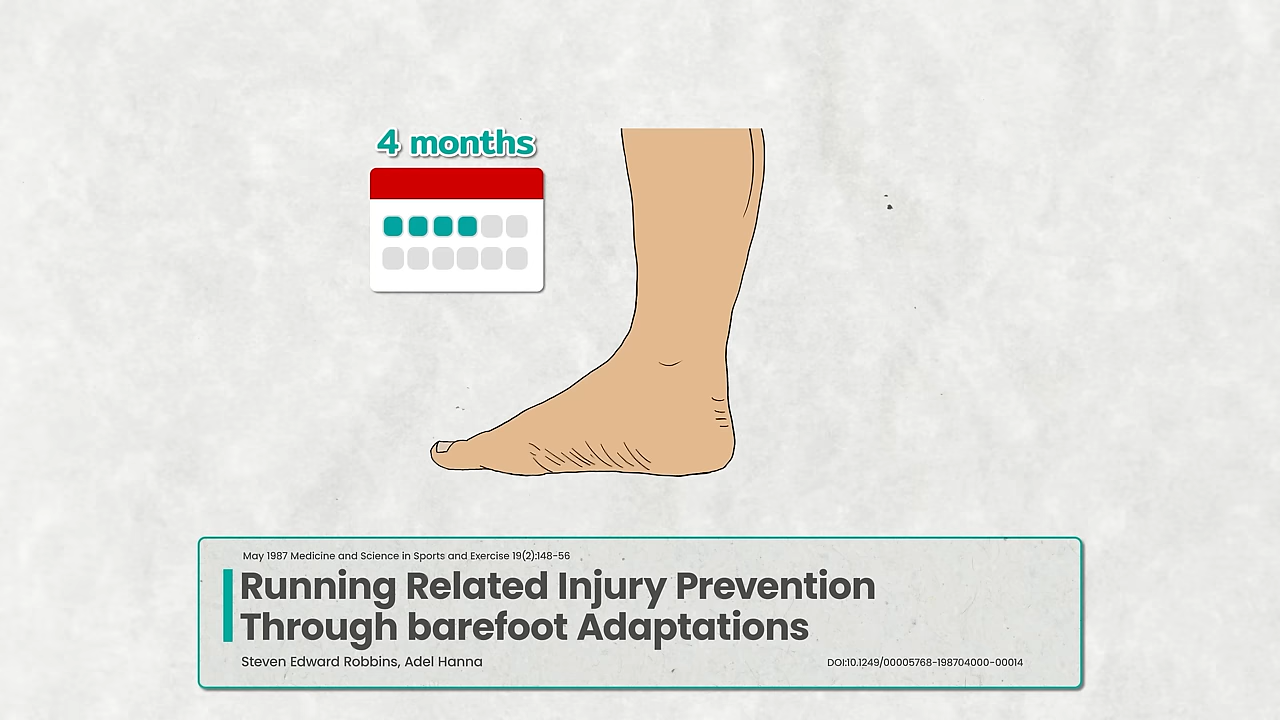 4 months
May 1987 Medicine and Science in Sports and Exercise 19(2):148-56
Running Related Injury Prevention
Through barefoot Adaptations
Steven Edward Robbins, Adel Hanna
DOI:10.1249/00005768-198704000-00014